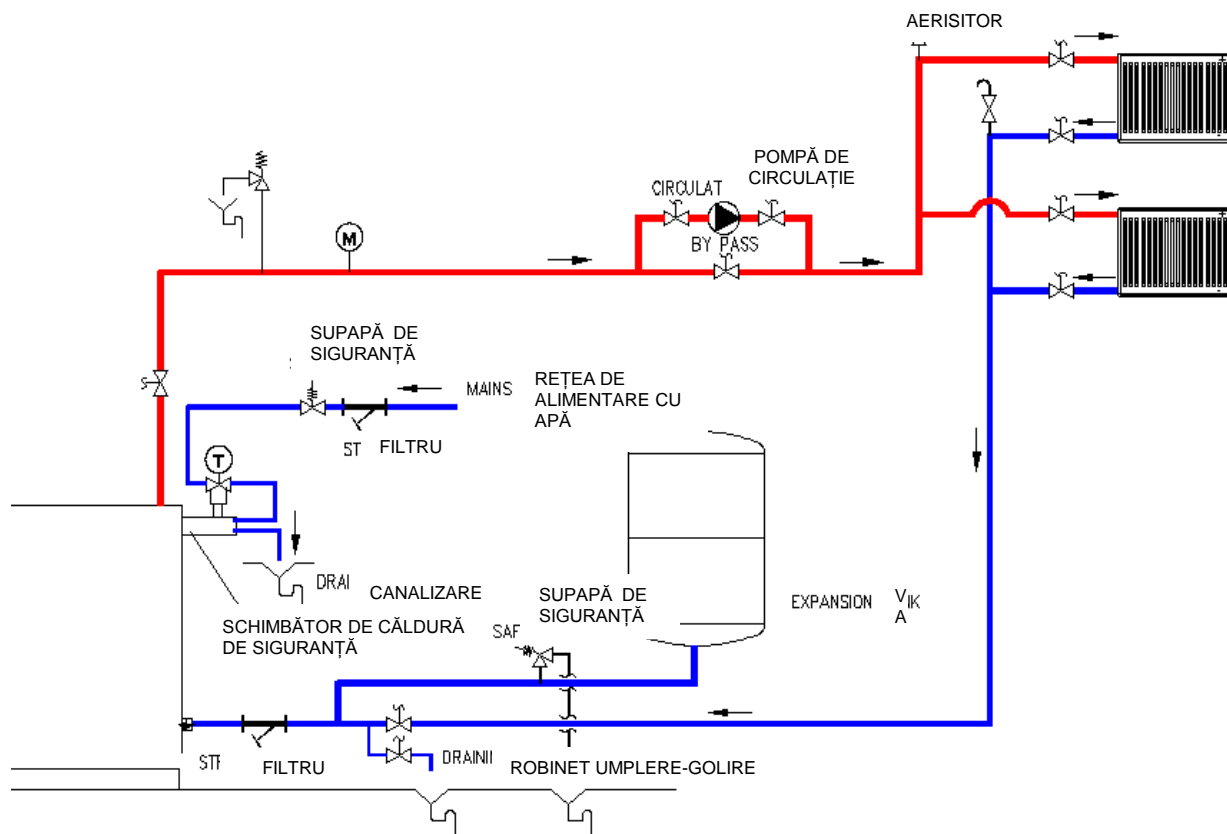 AERISITOR
POMPĂ DE
CIRCULAȚIE
CIRCULAT
BY PASS
M
SUPAPĂ DE
SIGURANȚĂ
MAINS
REȚEA DE
ALIMENTARE CU
APĂ
ST FILTRU
T
DRAI CANALIZARE
SCHIMBĂTOR DE CĂLDURĂ
DE SIGURANȚĂ
SUPAPĂ DE
SIGURANȚĂ
SAF
EXPANSION
V
A
DRAINII
ROBINET UMPLERE-GOLIRE
FILTRU